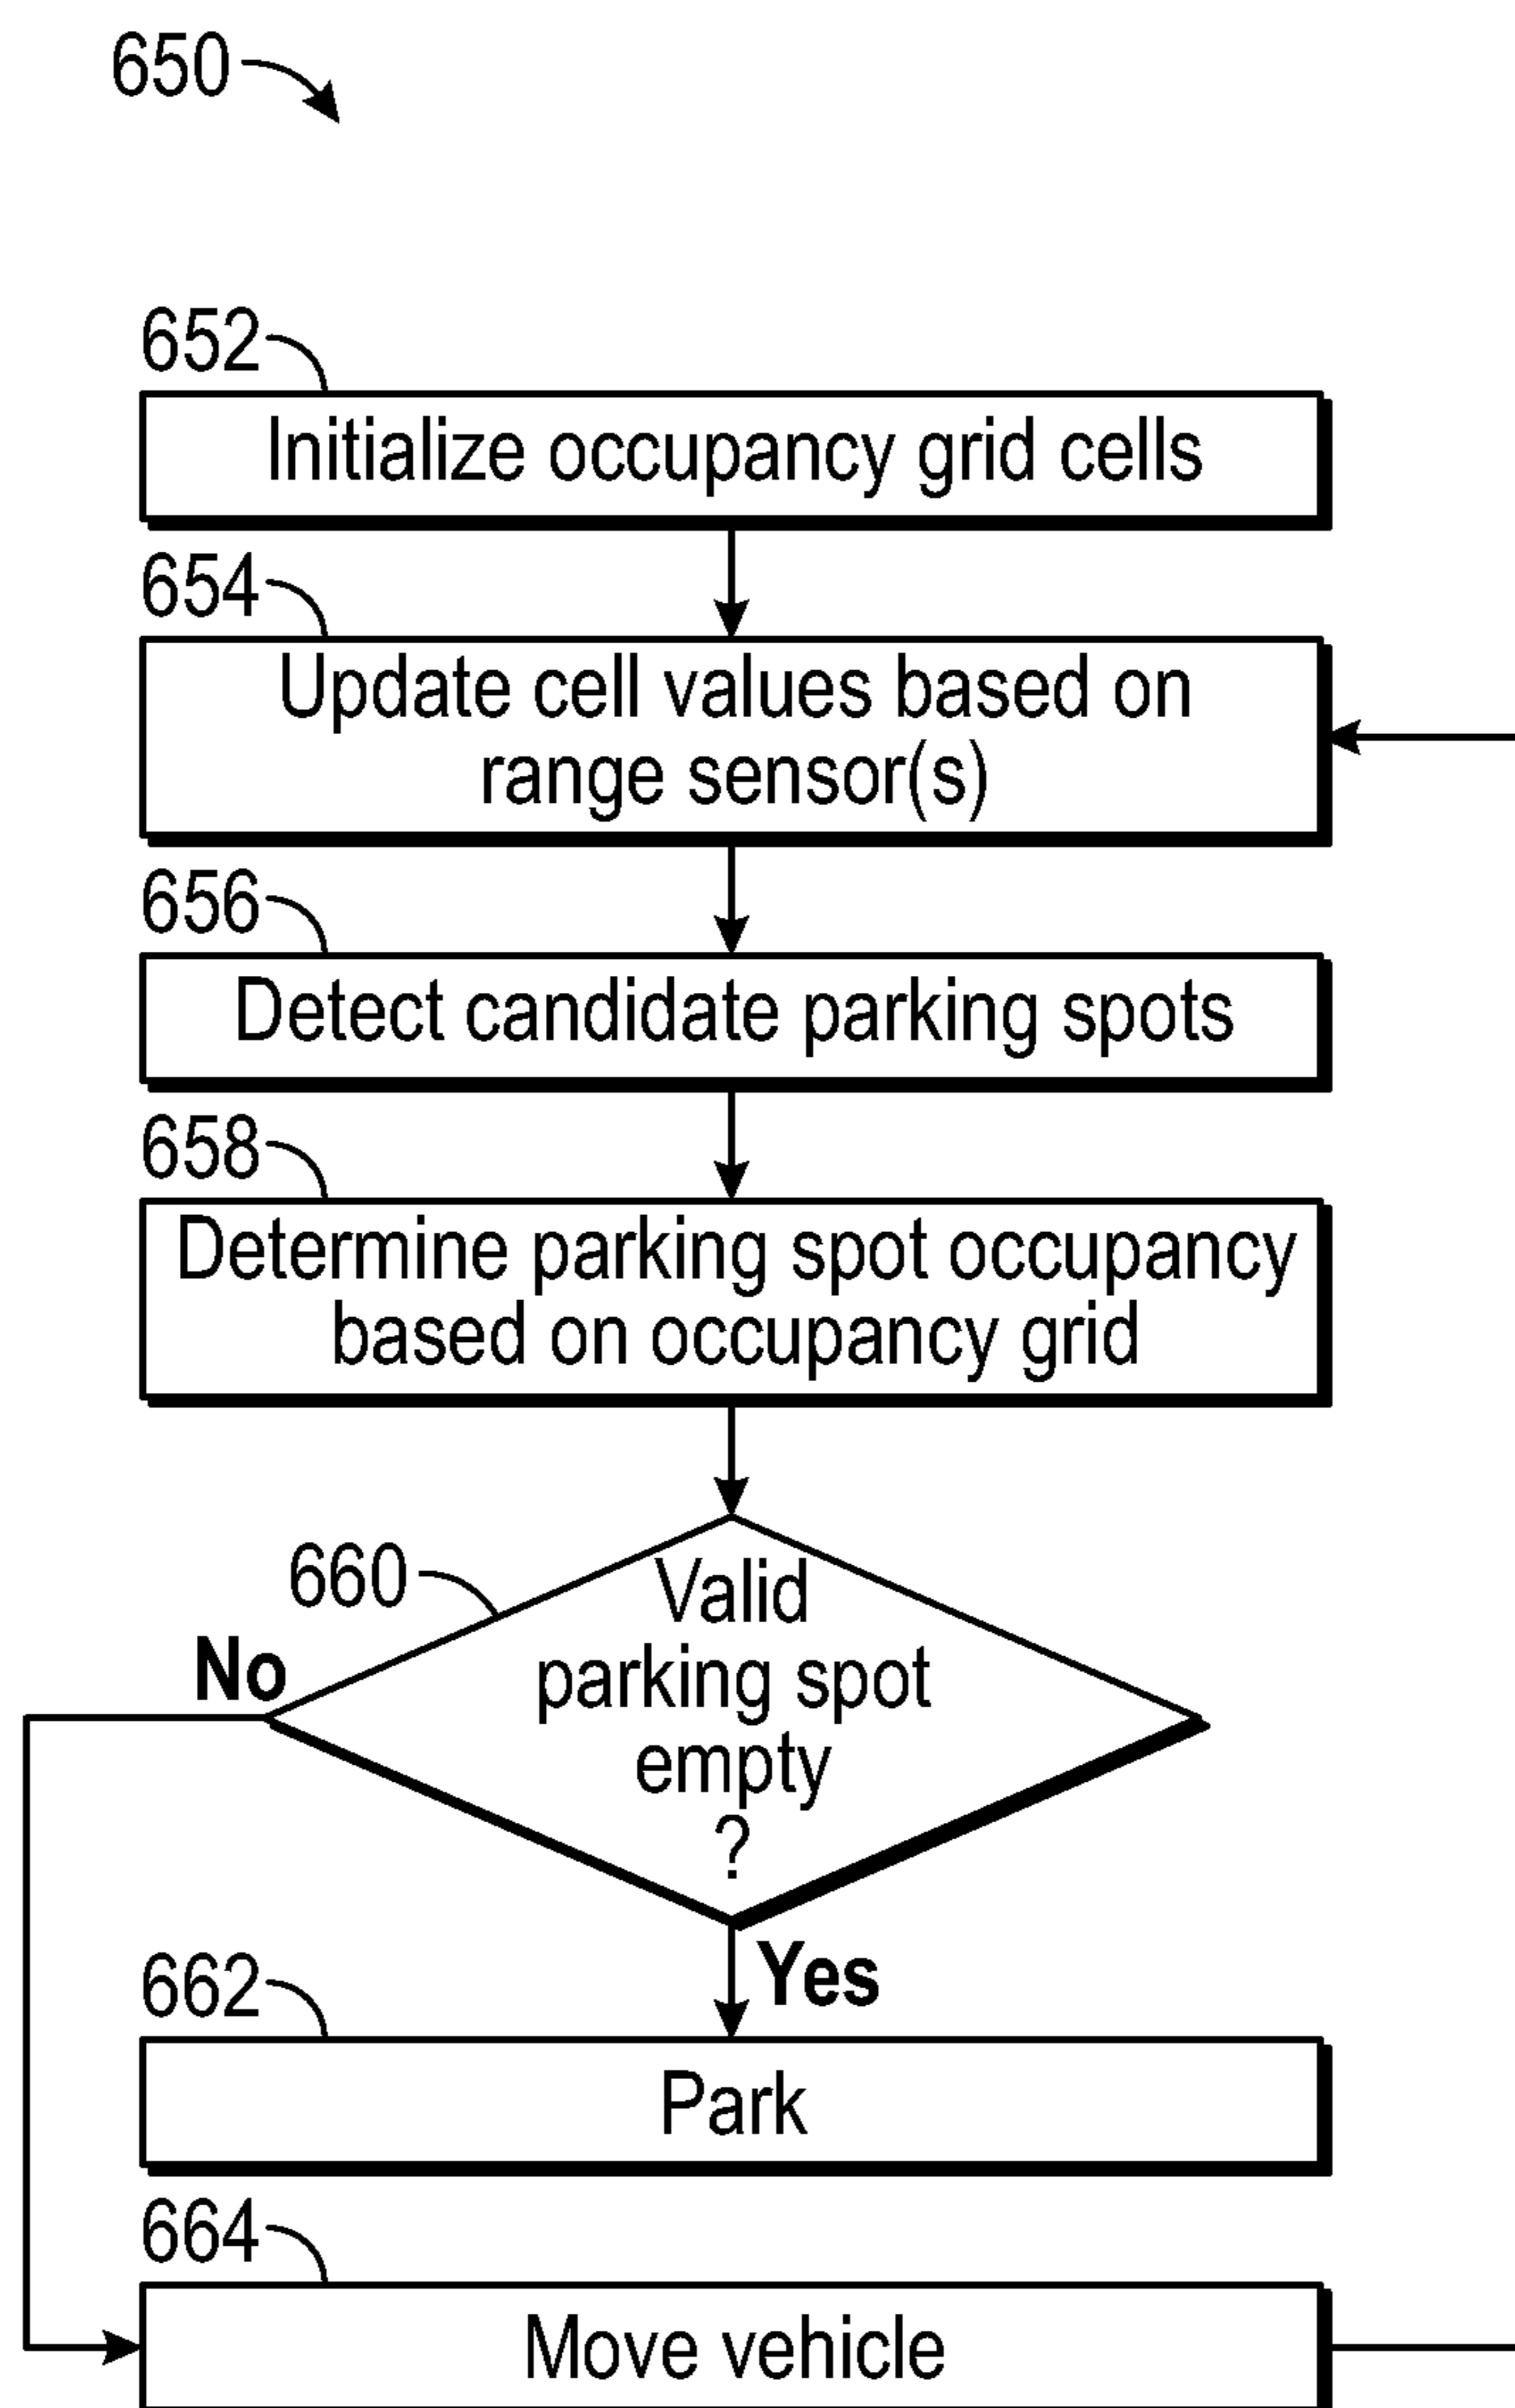 650
652
Initialize occupancy grid cells
654
Update cell values based on
range sensor(s)
656
Detect candidate parking spots
658
Determine parking spot occupancy
based on occupancy grid
660
Valid
parking spot
empty
?
No
Yes
662
Park
664
Move vehicle